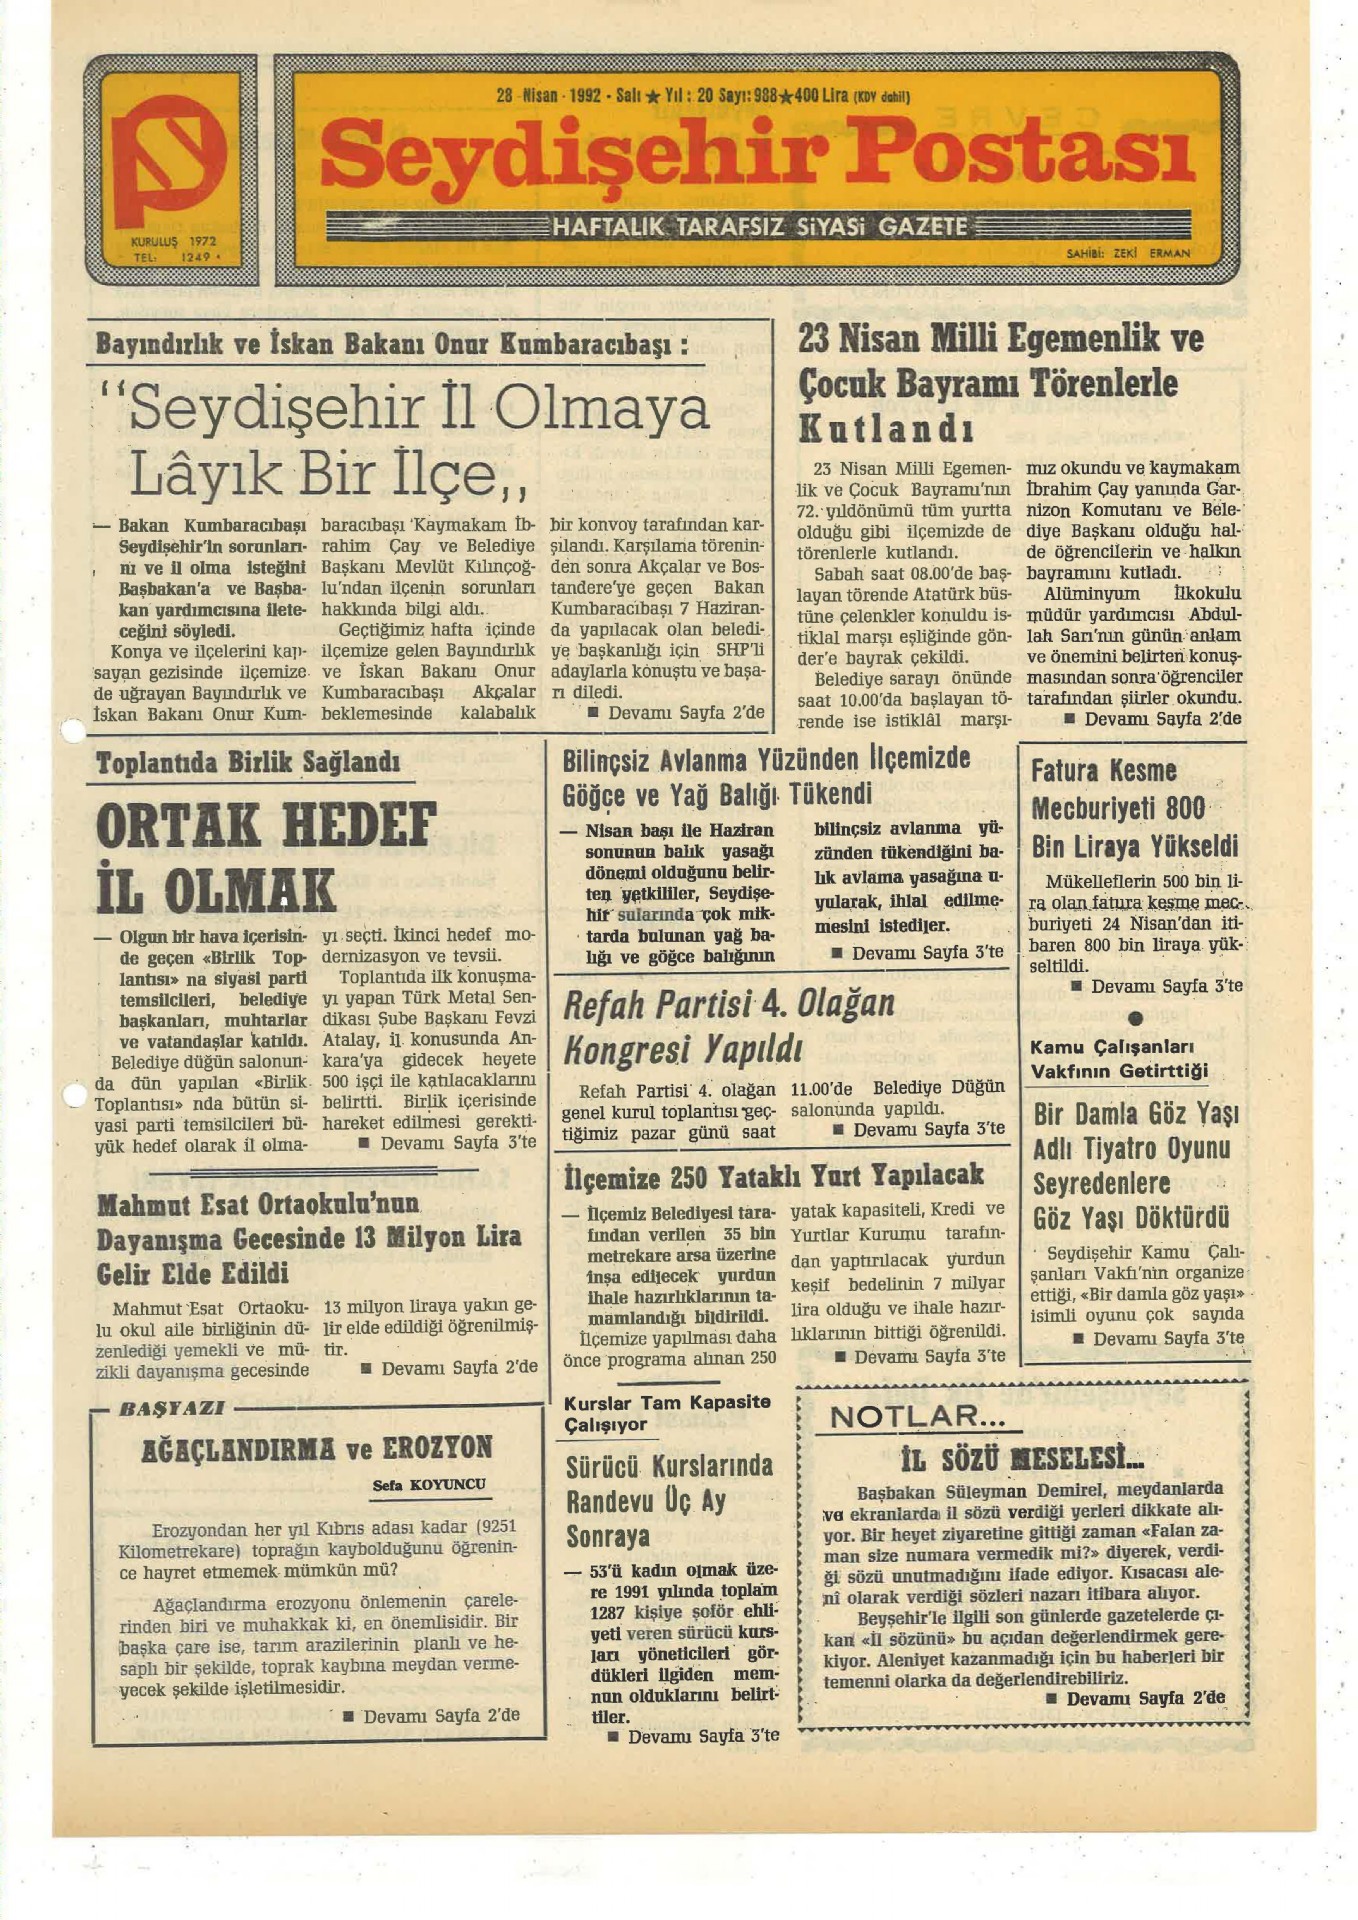 KURULUŞ 1972
TEL: 1249
28 - Nisan - 1992 - Salı ★ Yıl : 20 Sayı: 988 ★ 400 Lira (KDV dahil)
Seydişehir Postası
HAFTALIK TARAFSIZ SİYASİ GAZETE
SAHİBİ: ZEKİ ERMAN
Bayındırlık ve İskan Bakanı Onur Kumbaracıbaşı :
“Seydişehir İl Olmaya
Lâyık Bir İlçe,,
— Bakan Kumbaracıbaşı
Seydişehir'in sorunları-
nı ve il olma isteğini
Başbakan'a ve Başba-
kan yardımcısına ilete-
ceğini söyledi.
Konya ve ilçelerini kap-
sayan gezisinde ilçemize
de uğrayan Bayındırlık ve
İskan Bakanı Onur Kum-
baracıbaşı Kaymakam İb-
rahim Çay ve Belediye
Başkanı Mevlüt Kılınçoğ-
lu'ndan ilçenin sorunları
hakkında bilgi aldı.
Geçtiğimiz hafta içinde
ilçemize gelen Bayındırlık
ve İskan Bakanı Onur
Kumbaracıbaşı Akçalar
beklemesinde kalabalık
bir konvoy tarafından kar-
şılandı. Karşılama törenin-
den sonra Akçalar ve Bos-
tandere'ye geçen Bakan
Kumbaracıbaşı 7 Haziran-
da yapılacak olan beledi-
ye başkanlığı için SHP'li
adaylarla konuştu ve başa-
rı diledi.
■ Devamı Sayfa 2'de
23 Nisan Milli Egemenlik ve
Çocuk Bayramı Törenlerle
Kutlandı
23 Nisan Milli Egemen-
lik ve Çocuk Bayramı'nın
72. yıldönümü tüm yurtta
olduğu gibi ilçemizde de
törenlerle kutlandı.
Sabah saat 08.00'de baş-
layan törende Atatürk büs-
tüne çelenkler konuldu is-
tiklal marşı eşliğinde gön-
der'e bayrak çekildi.
Belediye sarayı önünde
saat 10.00'da başlayan tö-
rende ise istiklâl marşı-
mız okundu ve kaymakam
İbrahim Çay yanında Gar-
nizon Komutanı ve Bele-
diye Başkanı olduğu hal-
de öğrencilerin ve halkın
bayramını kutladı.
Alüminyum İlkokulu
müdür yardımcısı Abdul-
lah Sarı'nın günün anlam
ve önemini belirten konuş-
masından sonra öğrenciler
tarafından şiirler okundu.
■ Devamı Sayfa 2'de
Toplantıda Birlik Sağlandı
ORTAK HEDEF
İL OLMAK
— Olgun bir hava içerisin-
de geçen «Birlik Top-
lantısı» na siyasi parti
temsilcileri, belediye
başkanları, muhtarlar
ve vatandaşlar katıldı.
Belediye düğün salonun-
da dün yapılan «Birlik
Toplantısı» nda bütün si-
yasi parti temsilcileri bü-
yük hedef olarak il olma-
yı seçti. İkinci hedef mo-
dernizasyon ve tevsii.
Toplantıda ilk konuşma-
yı yapan Türk Metal Sen-
dikası Şube Başkanı Fevzi
Atalay, il konusunda An-
kara'ya gidecek heyete
500 işçi ile katılacaklarını
belirtti. Birlik içerisinde
hareket edilmesi gerekti-
■ Devamı Sayfa 3'te
Mahmut Esat Ortaokulu'nun
Dayanışma Gecesinde 13 Milyon Lira
Gelir Elde Edildi
Mahmut Esat Ortaoku-
lu okul aile birliğinin dü-
zenlediği yemekli ve mü-
zikli dayanışma gecesinde
13 milyon liraya yakın ge-
lir elde edildiği öğrenilmiş-
tir.
■ Devamı Sayfa 2'de
BAŞYAZI
AĞAÇLANDIRMA ve EROZYON
Sefa KOYUNCU
Erozyondan her yıl Kıbrıs adası kadar (9251
Kilometrekare) toprağın kaybolduğunu öğrenin-
ce hayret etmemek mümkün mü?
Ağaçlandırma erozyonu önlemenin çarele-
rinden biri ve muhakkak ki, en önemlisidir. Bir
başka çare ise, tarım arazilerinin planlı ve he-
saplı bir şekilde, toprak kaybına meydan verme-
yecek şekilde işletilmesidir.
■ Devamı Sayfa 2'de
Bilinçsiz Avlanma Yüzünden İlçemizde
Göğçe ve Yağ Balığı Tükendi
— Nisan başı ile Haziran
sonunun balık yasağı
dönemi olduğunu belir-
ten yetkililer, Seydişe-
hir sularında çok mik-
tarda bulunan yağ ba-
lığı ve göğce balığının
bilinçsiz avlanma yü-
zünden tükendiğini ba-
lık avlama yasağına u-
yularak, ihlal edilme-
mesini istediler.
■ Devamı Sayfa 3'te
Refah Partisi 4. Olağan
Kongresi Yapıldı
Refah Partisi 4. olağan
genel kurul toplantısı geç-
tiğimiz pazar günü saat
11.00'de Belediye Düğün
salonunda yapıldı.
■ Devamı Sayfa 3'te
İlçemize 250 Yataklı Yurt Yapılacak
— İlçemiz Belediyesi tara-
fından verilen 35 bin
metrekare arsa üzerine
inşa edilecek yurdun
ihale hazırlıklarının ta-
mamlandığı bildirildi.
İlçemize yapılması daha
önce programa alınan 250
yatak kapasiteli, Kredi ve
Yurtlar Kurumu tarafın-
dan yaptırılacak yurdun
keşif bedelinin 7 milyar
lira olduğu ve ihale hazır-
lıklarının bittiği öğrenildi.
■ Devamı Sayfa 3'te
Fatura Kesme
Mecburiyeti 800
Bin Liraya Yükseldi
Mükelleflerin 500 bin li-
ra olan fatura kesme mec-
buriyeti 24 Nisan'dan iti-
baren 800 bin liraya yük-
seltildi.
■ Devamı Sayfa 3'te
●
Kamu Çalışanları
Vakfının Getirttiği
Bir Damla Göz Yaşı
Adlı Tiyatro Oyunu
Seyredenlere
Göz Yaşı Döktürdü
Seydişehir Kamu Çalı-
şanları Vakfı'nın organize
ettiği, «Bir damla göz yaşı»
isimli oyunu çok sayıda
■ Devamı Sayfa 3'te
Kurslar Tam Kapasite
Çalışıyor
Sürücü Kurslarında
Randevu Üç Ay
Sonraya
— 53'ü kadın olmak üze-
re 1991 yılında toplam
1287 kişiye şoför ehli-
yeti veren sürücü kurs-
ları yöneticileri gör-
dükleri ilgiden mem-
nun olduklarını belirt-
tiler.
■ Devamı Sayfa 3'te
NOTLAR...
İL SÖZÜ MESELESİ...
Başbakan Süleyman Demirel, meydanlarda
ve ekranlarda il sözü verdiği yerleri dikkate alı-
yor. Bir heyet ziyaretine gittiği zaman «Falan za-
man size numara vermedik mi?» diyerek, verdi-
ği sözü unutmadığını ifade ediyor. Kısacası ale-
nî olarak verdiği sözleri nazarı itibara alıyor.
Beyşehir'le ilgili son günlerde gazetelerde çı-
kan «İl sözünü» bu açıdan değerlendirmek gere-
kiyor. Aleniyet kazanmadığı için bu haberleri bir
temenni olarka da değerlendirebiliriz.
■ Devamı Sayfa 2'de